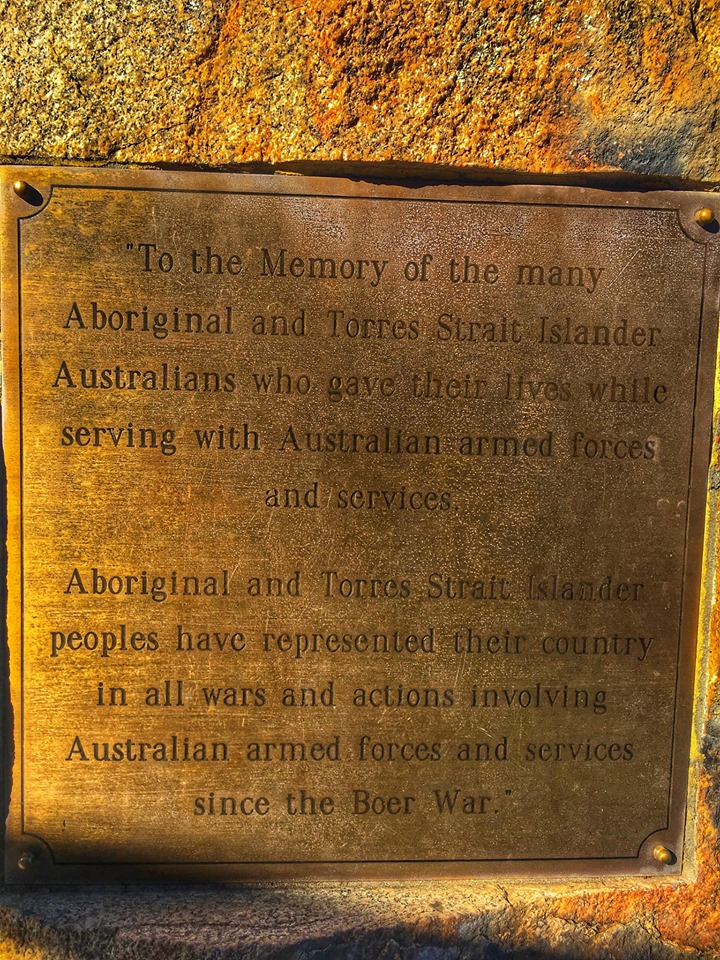 "To the Memory of the many
Aboriginal and Torres Strait Islander
Australians who gave their lives while
serving with Australian armed forces
and services.
Aboriginal and Torres Strait Islander
peoples have represented their country
in all wars and actions involving
Australian armed forces and services
since the Boer War."